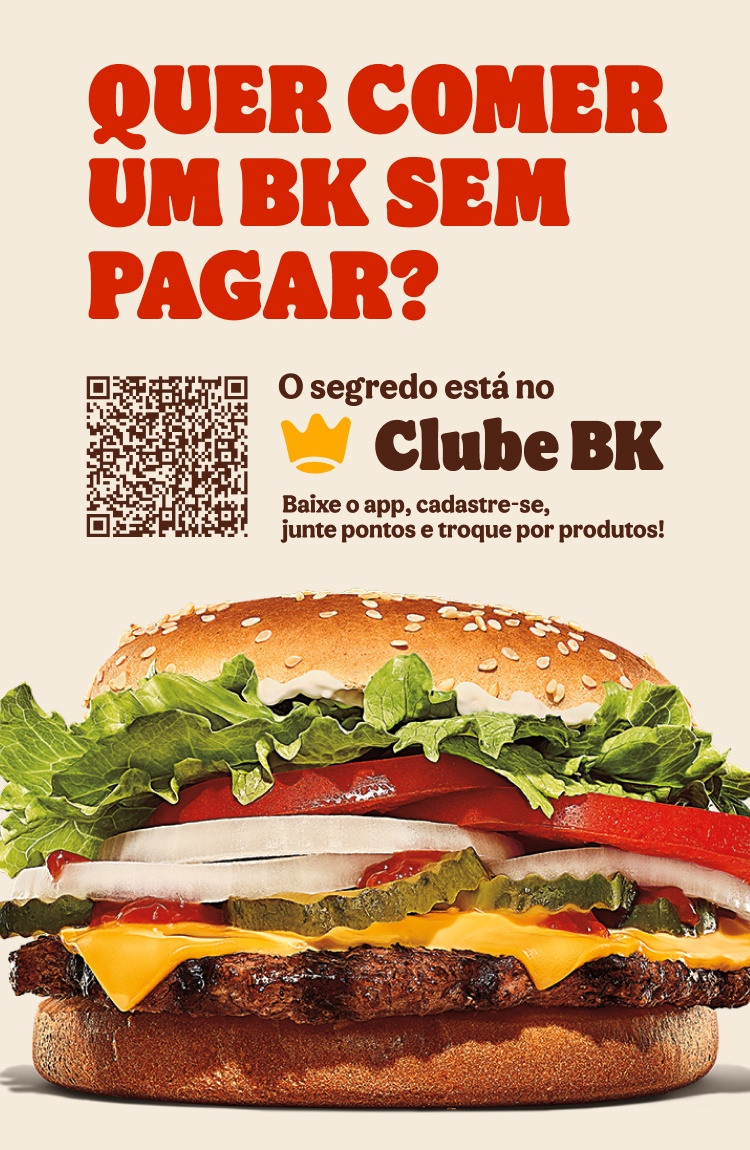 QUER COMER
UM BK SEM
PAGAR?
O segredo está no
Clube BK
Baixe o app, cadastre-se,
junte pontos e troque por produtos!